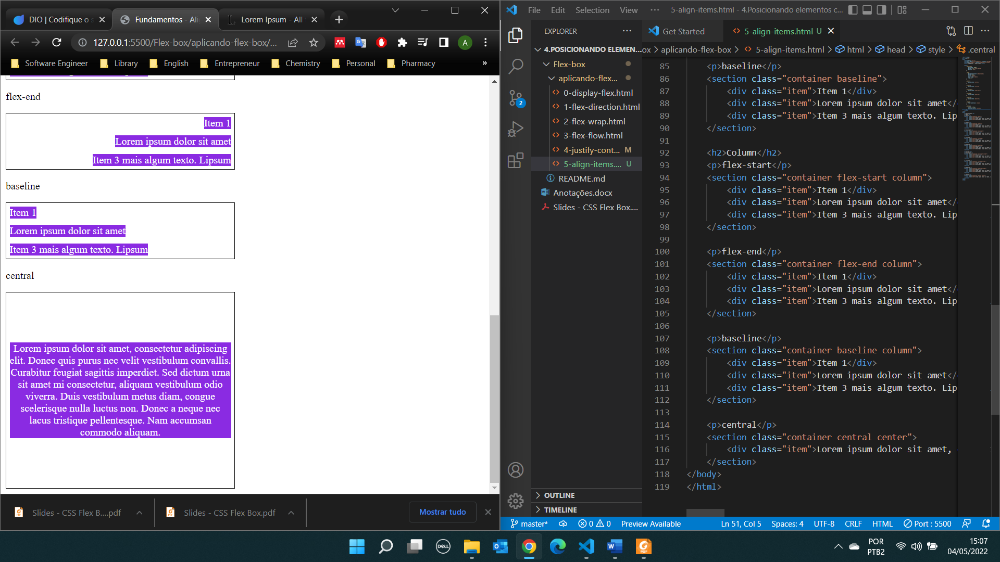 DIO | Codifique o s
Fundamentos - Ali
Lorem Ipsum - All
127.0.0.1:5500/Flex-box/aplicando-flex-box/...
A
Software Engineer
Library
English
Entrepreneur
Chemistry
Personal
Pharmacy
»
flex-end
Item 1
Lorem ipsum dolor sit amet
Item 3 mais algum texto. Lipsum
baseline
Item 1
Lorem ipsum dolor sit amet
Item 3 mais algum texto. Lipsum
central
Lorem ipsum dolor sit amet, consectetur adipiscing
elit. Donec quis purus nec velit vestibulum convallis.
Curabitur feugiat sagittis imperdiet. Sed dictum urna
sit amet mi consectetur, aliquam vestibulum odio
viverra. Duis vestibulum metus diam, congue
scelerisque nulla luctus non. Donec a neque nec
lacus tristique pellentesque. Nam accumsan
commodo aliquam.
Slides - CSS Flex B....pdf
Slides - CSS Flex Box.pdf
Mostrar tudo
File Edit Selection View ···
5-align-items.html - 4.Posicionando elementos c...
EXPLORER
4.POSICIONANDO ELEMEN...
Flex-box
aplicando-flex...
0-display-flex.html
1-flex-direction.html
2-flex-wrap.html
3-flex-flow.html
4-justify-cont... M
5-align-items.... U
README.md
Anotações.docx
Slides - CSS Flex Box....
OUTLINE
TIMELINE
2
Get Started
5-align-items.html U
ox > aplicando-flex-box > 5-align-items.html > html > head > style > .central
85 <p>baseline</p>
86 <section class="container baseline">
87 <div class="item">Item 1</div>
88 <div class="item">Lorem ipsum dolor sit amet</
89 <div class="item">Item 3 mais algum texto. Lip
90 </section>
91
92 <h2>Column</h2>
93 <p>flex-start</p>
94 <section class="container flex-start column">
95 <div class="item">Item 1</div>
96 <div class="item">Lorem ipsum dolor sit amet</
97 <div class="item">Item 3 mais algum texto. Lip
98 </section>
99
100 <p>flex-end</p>
101 <section class="container flex-end column">
102 <div class="item">Item 1</div>
103 <div class="item">Lorem ipsum dolor sit amet</
104 <div class="item">Item 3 mais algum texto. Lip
105 </section>
106
107 <p>baseline</p>
108 <section class="container baseline column">
109 <div class="item">Item 1</div>
110 <div class="item">Lorem ipsum dolor sit amet</
111 <div class="item">Item 3 mais algum texto. Lip
112 </section>
113
114 <p>central</p>
115 <section class="container central center">
116 <div class="item">Lorem ipsum dolor sit amet,
117 </section>
118 </body>
119 </html>
master* 0 0 Preview Available
Ln 51, Col 5 Spaces: 4 UTF-8 CRLF HTML Port : 5500
DELL
POR
PTB2
15:07
04/05/2022